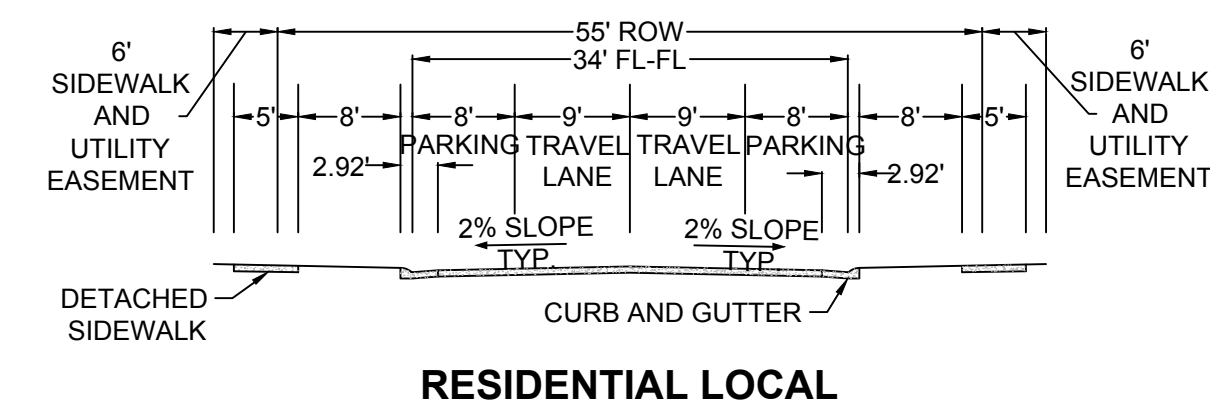 55' ROW
34' FL-FL
6'
SIDEWALK
AND
UTILITY
EASEMENT
5'
8'
8'
9'
9'
8'
8'
5'
PARKING
TRAVEL
LANE
TRAVEL
LANE
PARKING
2.92'
2.92'
6'
SIDEWALK
AND
UTILITY
EASEMENT
2% SLOPE
TYP.
2% SLOPE
TYP
DETACHED
SIDEWALK
CURB AND GUTTER
RESIDENTIAL LOCAL